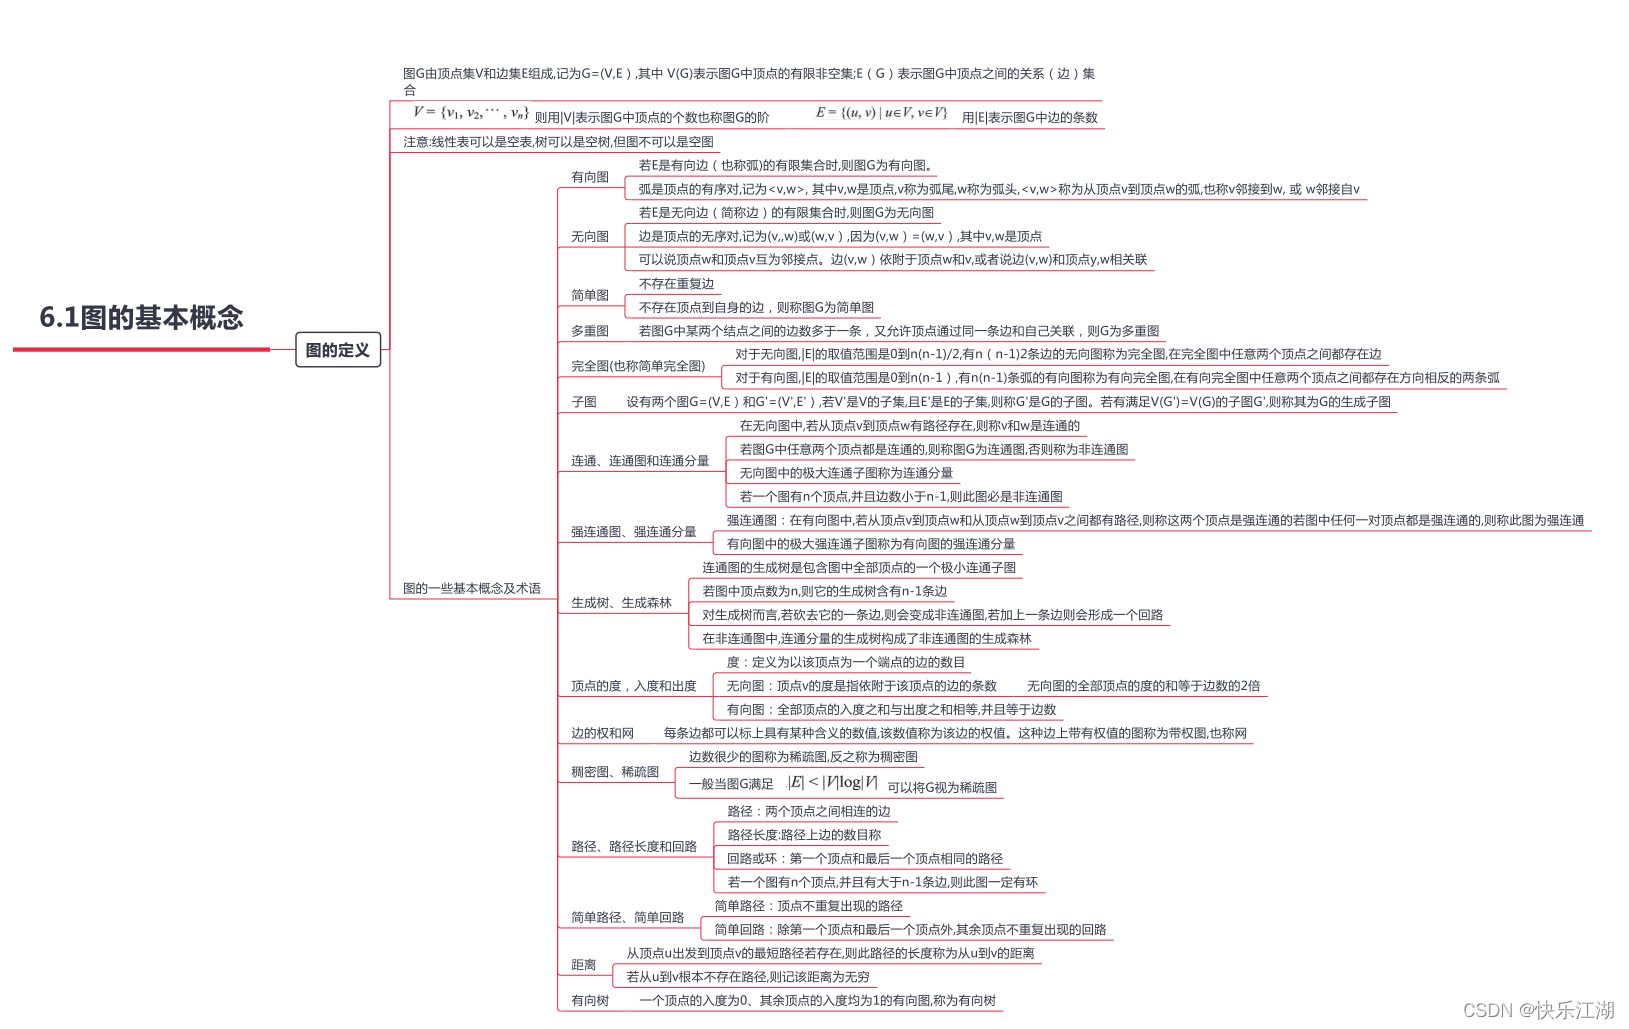 6.1图的基本概念
图的定义
图G由顶点集V和边集E组成,记为G=(V,E),其中 V(G)表示图G中顶点的有限非空集;E(G)表示图G中顶点之间的关系(边)集
合
V = {v₁, v₂,⋯ , vₙ} 则用|V|表示图G中顶点的个数也称图G的阶 E = {(u, v) | u∈V, v∈V} 用|E|表示图G中边的条数
注意:线性表可以是空表,树可以是空树,但图不可以是空图
图的一些基本概念及术语
有向图
若E是有向边(也称弧)的有限集合时,则图G为有向图。
弧是顶点的有序对,记为<v,w>, 其中v,w是顶点,v称为弧尾,w称为弧头,<v,w>称为从顶点v到顶点w的弧,也称v邻接到w, 或 w邻接自v
无向图
若E是无向边(简称边)的有限集合时,则图G为无向图
边是顶点的无序对,记为(v,,w)或(w,v),因为(v,w)=(w,v),其中v,w是顶点
可以说顶点w和顶点v互为邻接点。边(v,w)依附于顶点w和v,或者说边(v,w)和顶点y,w相关联
简单图
不存在重复边
不存在顶点到自身的边,则称图G为简单图
多重图
若图G中某两个结点之间的边数多于一条,又允许顶点通过同一条边和自己关联,则G为多重图
完全图(也称简单完全图)
对于无向图,|E|的取值范围是0到n(n-1)/2,有n(n-1)2条边的无向图称为完全图,在完全图中任意两个顶点之间都存在边
对于有向图,|E|的取值范围是0到n(n-1),有n(n-1)条弧的有向图称为有向完全图,在有向完全图中任意两个顶点之间都存在方向相反的两条弧
子图
设有两个图G=(V,E)和G'=(V',E'),若V'是V的子集,且E'是E的子集,则称G'是G的子图。若有满足V(G')=V(G)的子图G',则称其为G的生成子图
连通、连通图和连通分量
在无向图中,若从顶点v到顶点w有路径存在,则称v和w是连通的
若图G中任意两个顶点都是连通的,则称图G为连通图,否则称为非连通图
无向图中的极大连通子图称为连通分量
若一个图有n个顶点,并且边数小于n-1,则此图必是非连通图
强连通图、强连通分量
强连通图:在有向图中,若从顶点v到顶点w和从顶点w到顶点v之间都有路径,则称这两个顶点是强连通的若图中任何一对顶点都是强连通的,则称此图为强连通
有向图中的极大强连通子图称为有向图的强连通分量
生成树、生成森林
连通图的生成树是包含图中全部顶点的一个极小连通子图
若图中顶点数为n,则它的生成树含有n-1条边
对生成树而言,若砍去它的一条边,则会变成非连通图,若加上一条边则会形成一个回路
在非连通图中,连通分量的生成树构成了非连通图的生成森林
顶点的度,入度和出度
度:定义为以该顶点为一个端点的边的数目
无向图:顶点v的度是指依附于该顶点的边的条数 无向图的全部顶点的度的和等于边数的2倍
有向图:全部顶点的入度之和与出度之和相等,并且等于边数
边的权和网
每条边都可以标上具有某种含义的数值,该数值称为该边的权值。这种边上带有权值的图称为带权图,也称网
稠密图、稀疏图
边数很少的图称为稀疏图,反之称为稠密图
一般当图G满足 |E| < |V|log|V| 可以将G视为稀疏图
路径、路径长度和回路
路径:两个顶点之间相连的边
路径长度:路径上边的数目称
回路或环:第一个顶点和最后一个顶点相同的路径
若一个图有n个顶点,并且有大于n-1条边,则此图一定有环
简单路径、简单回路
简单路径:顶点不重复出现的路径
简单回路:除第一个顶点和最后一个顶点外,其余顶点不重复出现的回路
距离
从顶点u出发到顶点v的最短路径若存在,则此路径的长度称为从u到v的距离
若从u到v根本不存在路径,则记该距离为无穷
有向树
一个顶点的入度为0、其余顶点的入度均为1的有向图,称为有向树
CSDN @快乐江湖